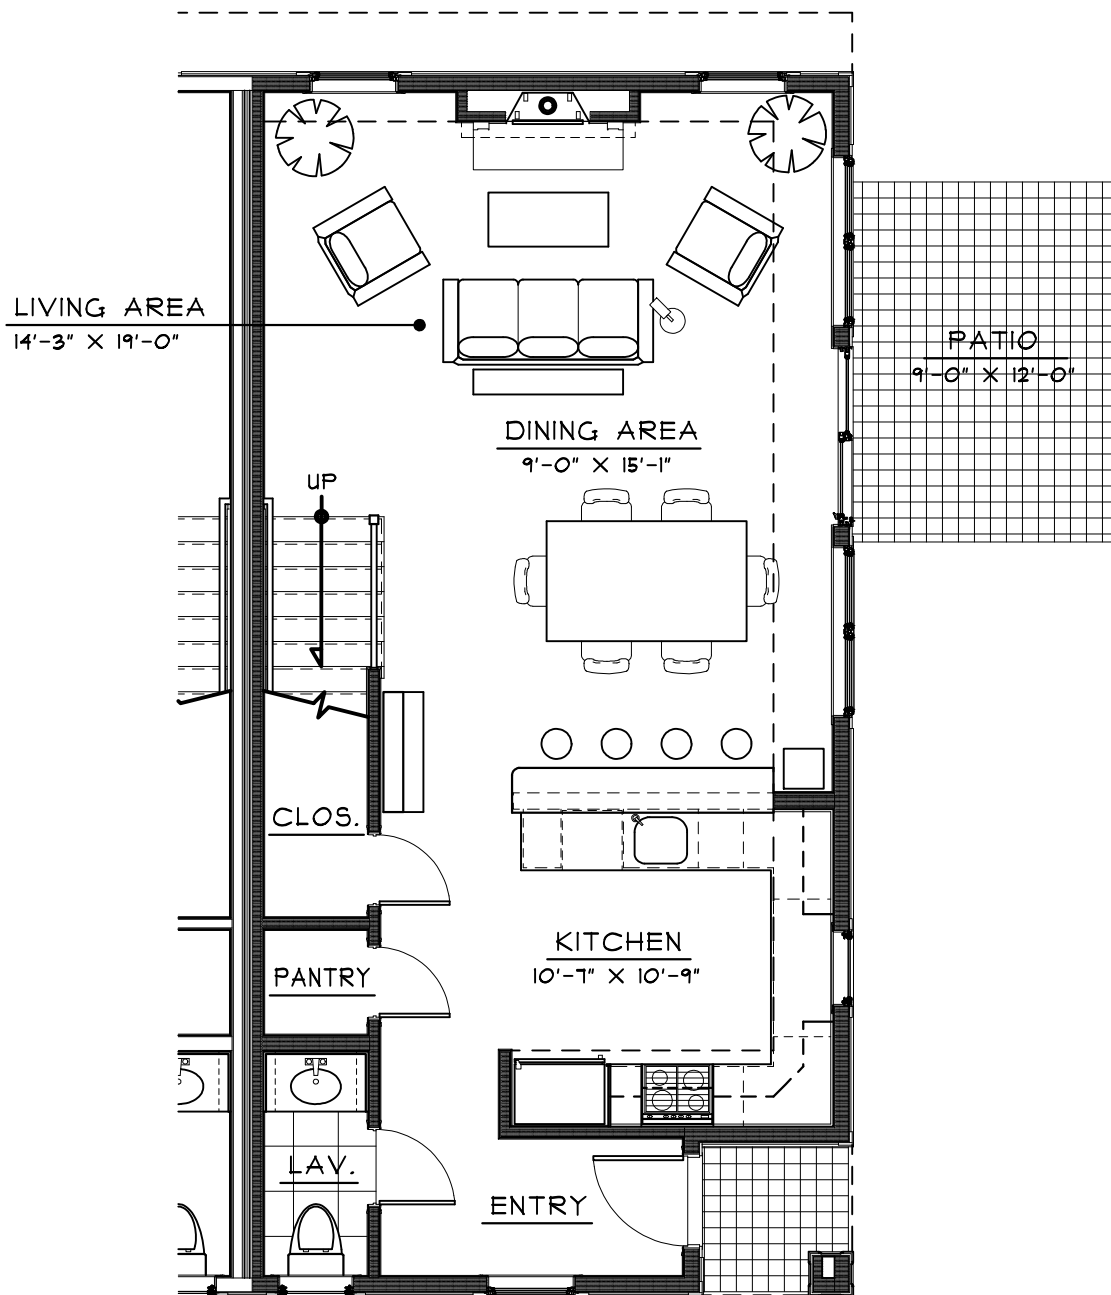 LIVING AREA
14'-3" X 19'-0"
PATIO
9'-0" X 12'-0"
DINING AREA
9'-0" X 15'-1"
UP
CLOS.
KITCHEN
10'-7" X 10'-9"
PANTRY
LAV.
ENTRY